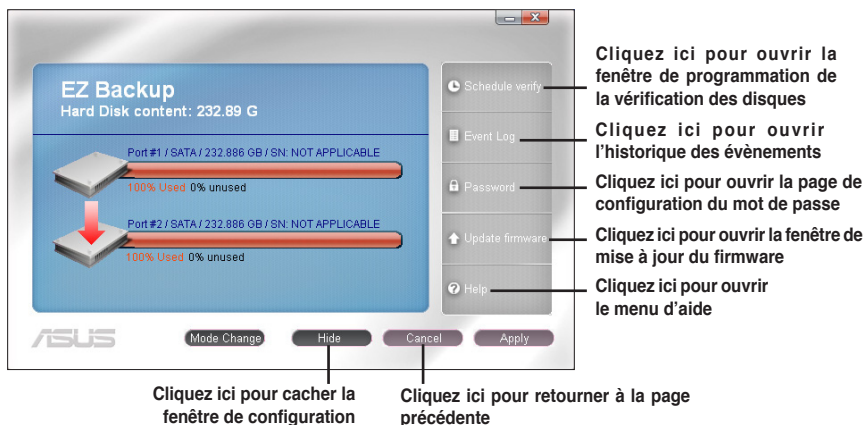 EZ Backup
Hard Disk content: 232.89 G
Port#1 / SATA / 232.886 GB / SN: NOT APPLICABLE
100% Used 0% unused
Port#2 / SATA / 232.886 GB / SN: NOT APPLICABLE
100% Used 0% unused
Schedule verify
Event Log
Password
Update firmware
Help
ASUS
Mode Change
Hide
Cancel
Apply
Cliquez ici pour ouvrir la
fenêtre de programmation de
la vérification des disques
Cliquez ici pour ouvrir
l’historique des évènements
Cliquez ici pour ouvrir la page de
configuration du mot de passe
Cliquez ici pour ouvrir la fenêtre de
mise à jour du firmware
Cliquez ici pour ouvrir
le menu d’aide
Cliquez ici pour cacher la
fenêtre de configuration
Cliquez ici pour retourner à la page
précédente